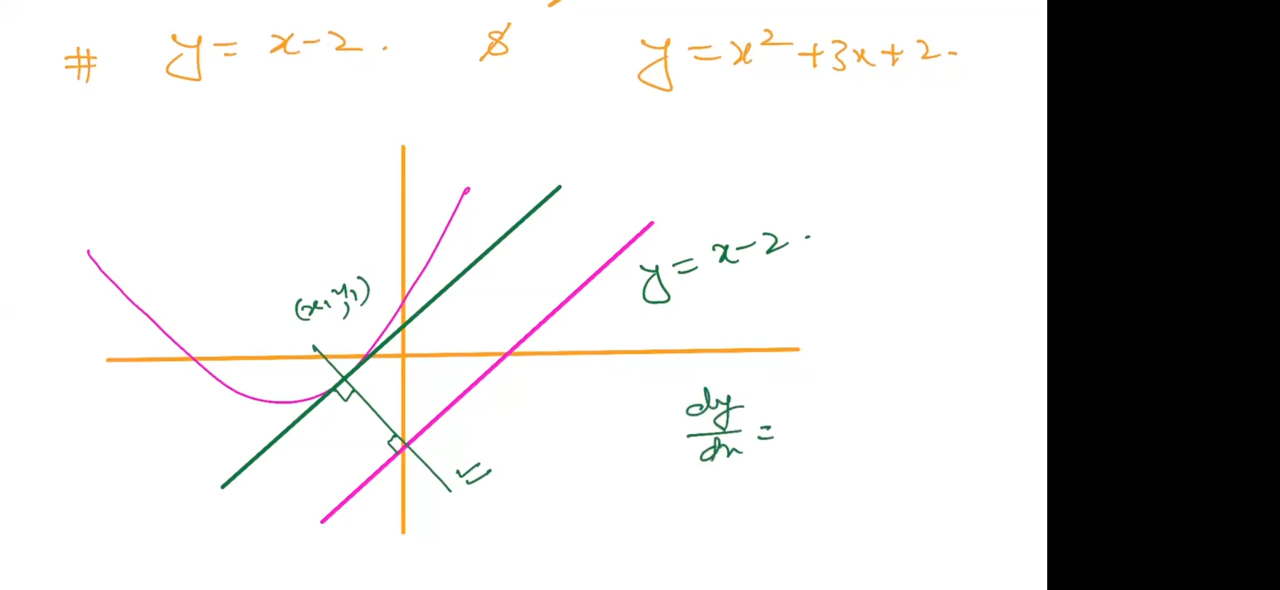 # y = x-2. & y = x² +3x+2.
(x₁,y₁)
y = x-2.
dy/dx =